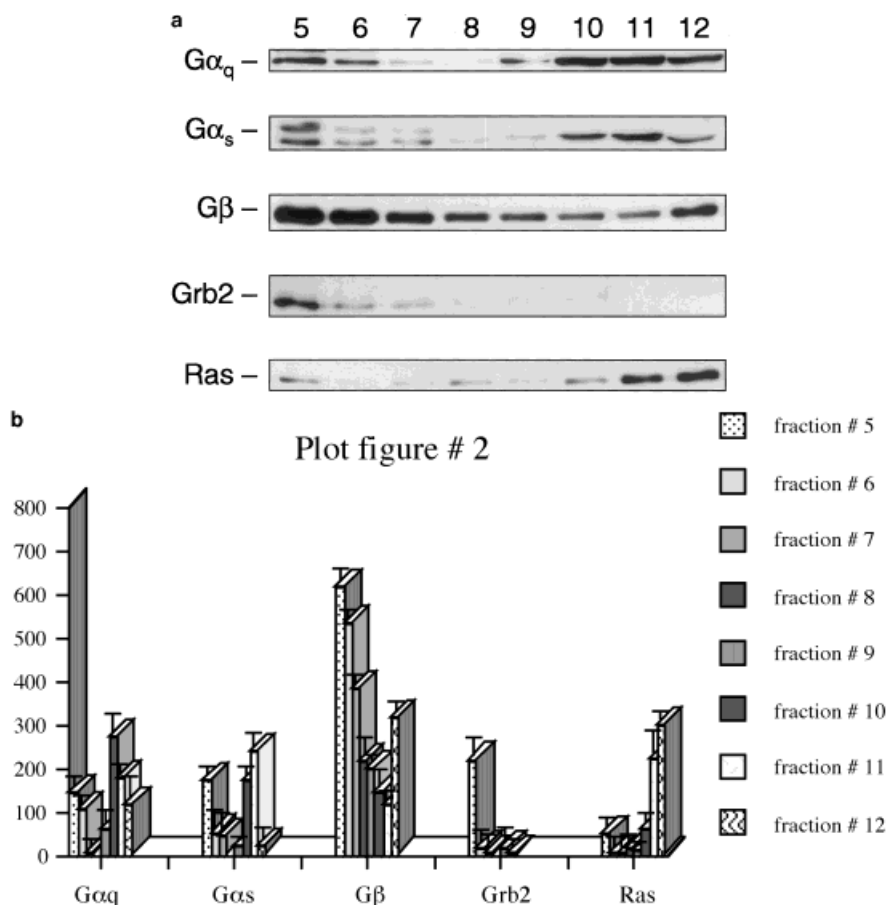 a
5 6 7 8 9 10 11 12
Gαq –
Gαs –
Gβ –
Grb2 –
Ras –
b
Plot figure # 2
800
700
600
500
400
300
200
100
0
Gαq Gαs Gβ Grb2 Ras
fraction # 5
fraction # 6
fraction # 7
fraction # 8
fraction # 9
fraction # 10
fraction # 11
fraction # 12